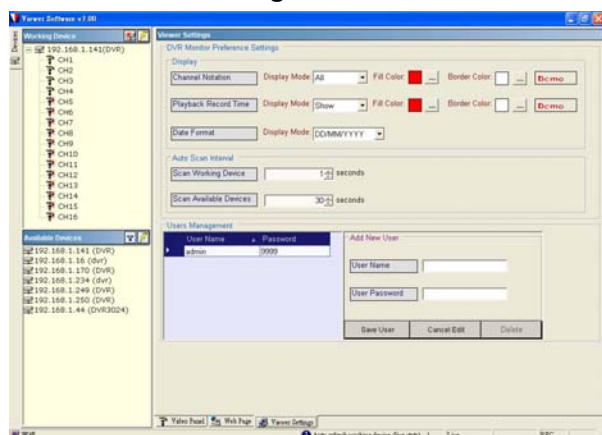 Viewer Software v3.00
Devices
Working Device
192.168.1.141(DVR)
CH1
CH2
CH3
CH4
CH5
CH6
CH7
CH8
CH9
CH10
CH11
CH12
CH13
CH14
CH15
CH16
Available Devices
192.168.1.141 (DVR)
192.168.1.16 (dvr)
192.168.1.170 (DVR)
192.168.1.234 (dvr)
192.168.1.249 (DVR)
192.168.1.250 (DVR)
192.168.1.44 (DVR3024)
Viewer Settings
DVR Monitor Preference Settings
Display
Channel Notation Display Mode: All Fill Color: ... Border Color: ... Demo
Playback Record Time Display Mode: Show Fill Color: ... Border Color: ... Demo
Date Format Display Mode: DD/MM/YYYY
Auto Scan Interval
Scan Working Device 1 seconds
Scan Available Devices 30 seconds
Users Management
User Name Password
admin 9999
Add New User
User Name
User Password
Save User Cancel Edit Delete
Video Panel Web Page Viewer Settings